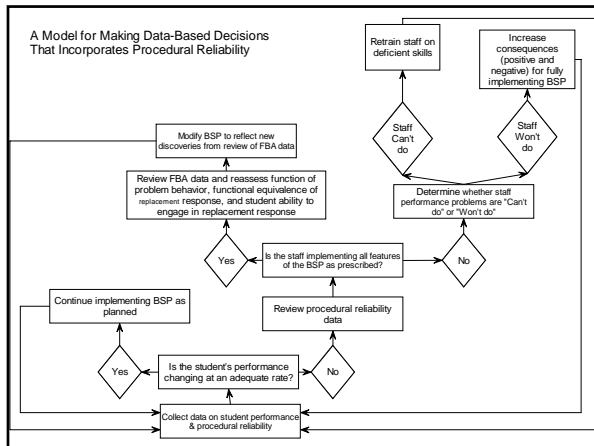 A Model for Making Data-Based Decisions
That Incorporates Procedural Reliability
Retrain staff on
deficient skills
Increase
consequences
(positive and
negative) for fully
implementing BSP
Staff
Can't
do
Staff
Won't
do
Modify BSP to reflect new
discoveries from review of FBA data
Review FBA data and reassess function of
problem behavior, functional equivalence of
replacement response, and student ability to
engage in replacement response
Determine whether staff
performance problems are "Can't
do" or "Won't do"
Yes
Is the staff implementing all features
of the BSP as prescribed?
No
Continue implementing BSP as
planned
Review procedural reliability
data
Yes
Is the student's performance
changing at an adequate rate?
No
Collect data on student performance
& procedural reliability